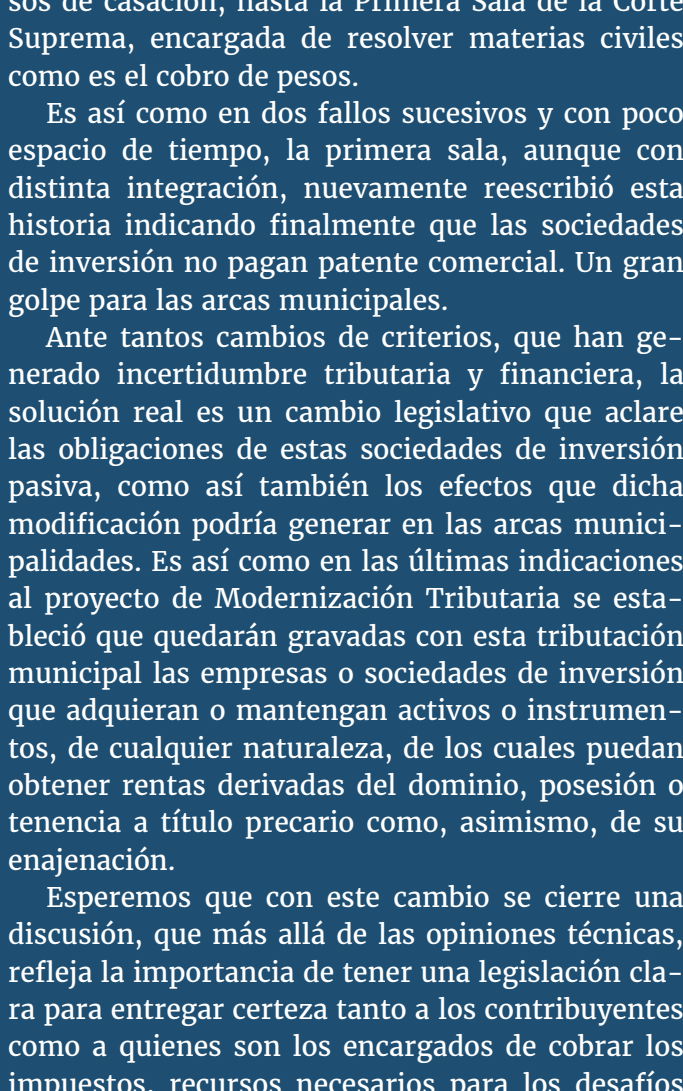 sos de casación, hasta la Primera Sala de la Corte
Suprema, encargada de resolver materias civiles
como es el cobro de pesos.
Es así como en dos fallos sucesivos y con poco
espacio de tiempo, la primera sala, aunque con
distinta integración, nuevamente reescribió esta
historia indicando finalmente que las sociedades
de inversión no pagan patente comercial. Un gran
golpe para las arcas municipales.
Ante tantos cambios de criterios, que han ge-
nerado incertidumbre tributaria y financiera, la
solución real es un cambio legislativo que aclare
las obligaciones de estas sociedades de inversión
pasiva, como así también los efectos que dicha
modificación podría generar en las arcas munici-
palidades. Es así como en las últimas indicaciones
al proyecto de Modernización Tributaria se esta-
bleció que quedarán gravadas con esta tributación
municipal las empresas o sociedades de inversión
que adquieran o mantengan activos o instrumen-
tos, de cualquier naturaleza, de los cuales puedan
obtener rentas derivadas del dominio, posesión o
tenencia a título precario como, asimismo, de su
enajenación.
Esperemos que con este cambio se cierre una
discusión, que más allá de las opiniones técnicas,
refleja la importancia de tener una legislación cla-
ra para entregar certeza tanto a los contribuyentes
como a quienes son los encargados de cobrar los
impuestos, recursos necesarios para los desafíos